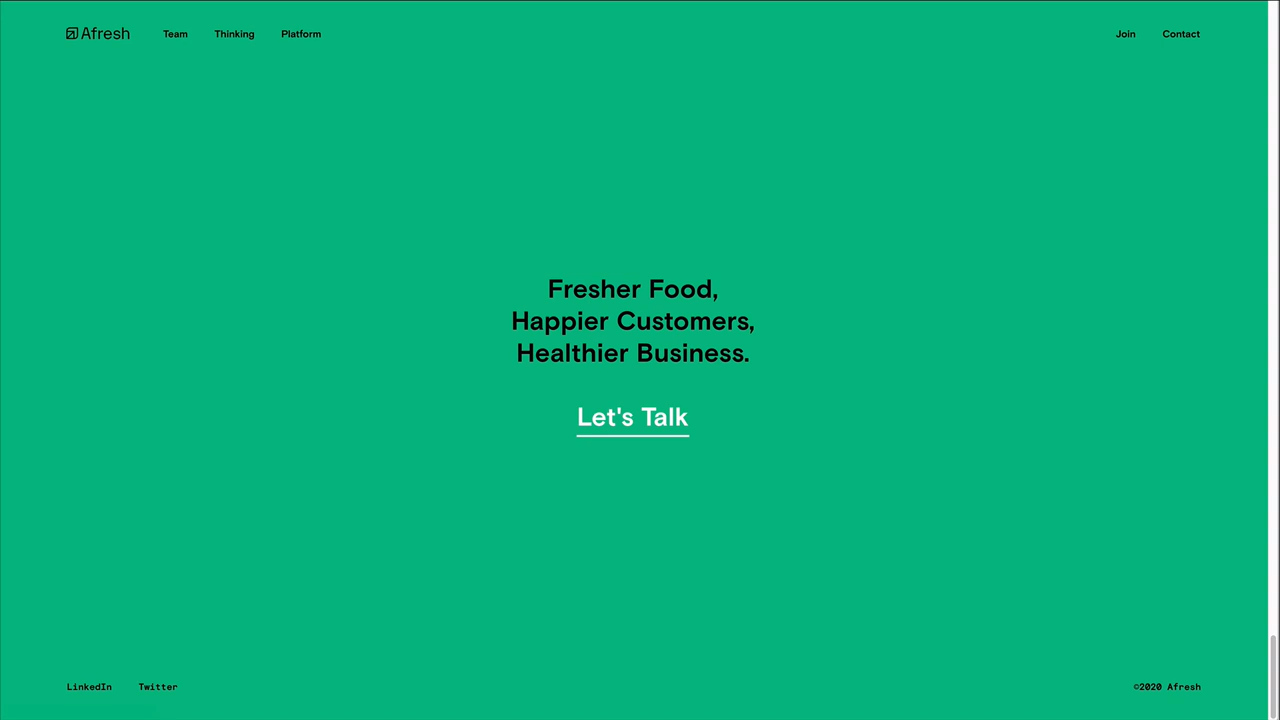 Afresh
Team
Thinking
Platform
Join
Contact
Fresher Food,
Happier Customers,
Healthier Business.
Let's Talk
LinkedIn
Twitter
©2020 Afresh